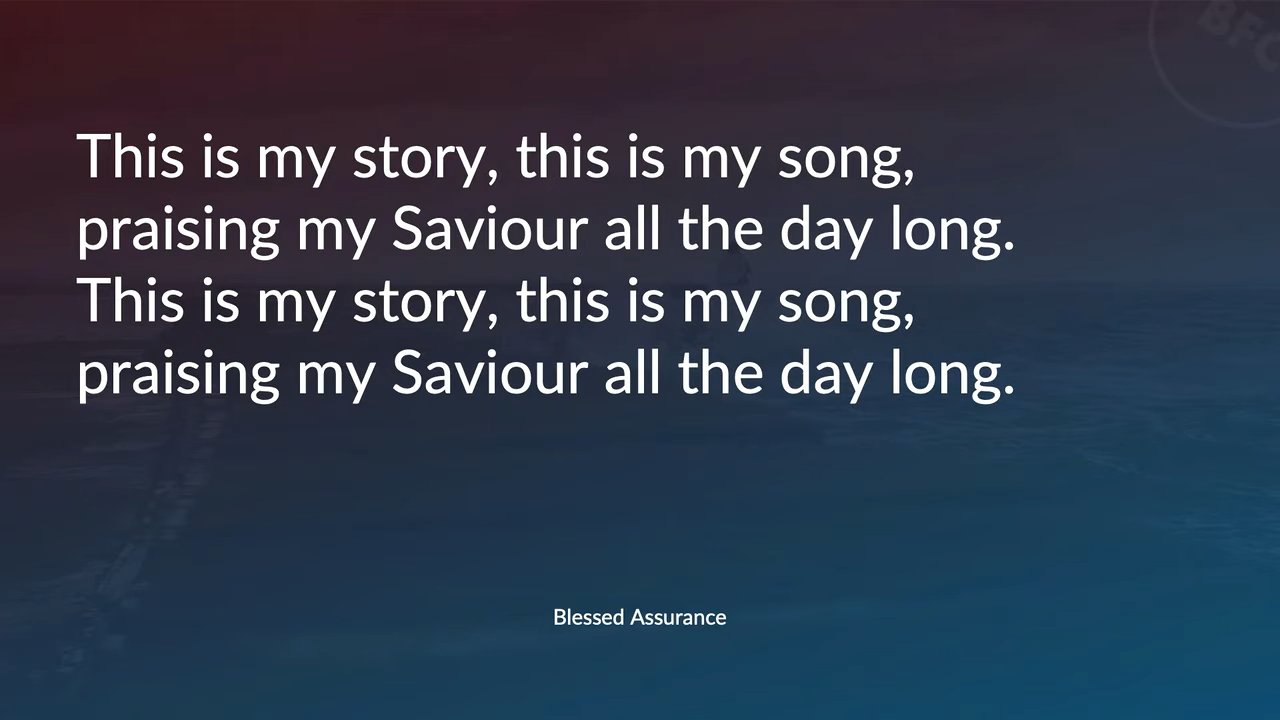 This is my story, this is my song,
praising my Saviour all the day long.
This is my story, this is my song,
praising my Saviour all the day long.
Blessed Assurance